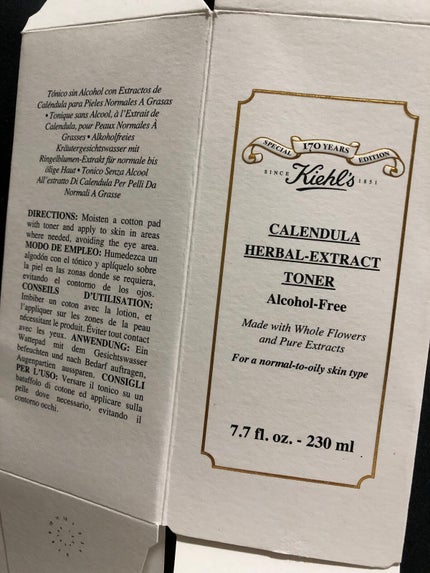 Tónico sin Alcohol con Extractos de
Caléndula para Pieles Normales A Grasas
• Tonique sans Alcool, à l'Extrait de
Calendula, pour Peaux Normales À
Grasses • Alkoholfreies
Kräutergesichtswasser mit
Ringelblumen-Extrakt für normale bis
ölige Haut • Tonico Senza Alcool
All'estratto Di Calendula Per Pelli Da
Normali A Grasse
DIRECTIONS: Moisten a cotton pad
with toner and apply to skin in areas
where needed, avoiding the eye area.
MODO DE EMPLEO: Humedezca un
algodón con el tónico y aplíquelo sobre
la piel en las zonas donde se requiera,
evitando el contorno de los ojos.
CONSEILS D'UTILISATION:
Imbiber un coton avec la lotion, et
l'appliquer sur les zones de la peau
nécessitant le produit. Éviter tout contact
avec les yeux. ANWENDUNG: Ein
Wattepad mit dem Gesichtswasser
befeuchten und nach Bedarf auftragen,
Augenpartien aussparen. CONSIGLI
PER L'USO: Versare il tonico su un
batuffolo di cotone ed applicare sulla
pelle dove necessario, evitando il
contorno occhi.
SPECIAL 170 YEARS EDITION
SINCE Kiehl's 1851
CALENDULA
HERBAL-EXTRACT
TONER
Alcohol-Free
Made with Whole Flowers
and Pure Extracts
For a normal-to-oily skin type
7.7 fl. oz. - 230 ml